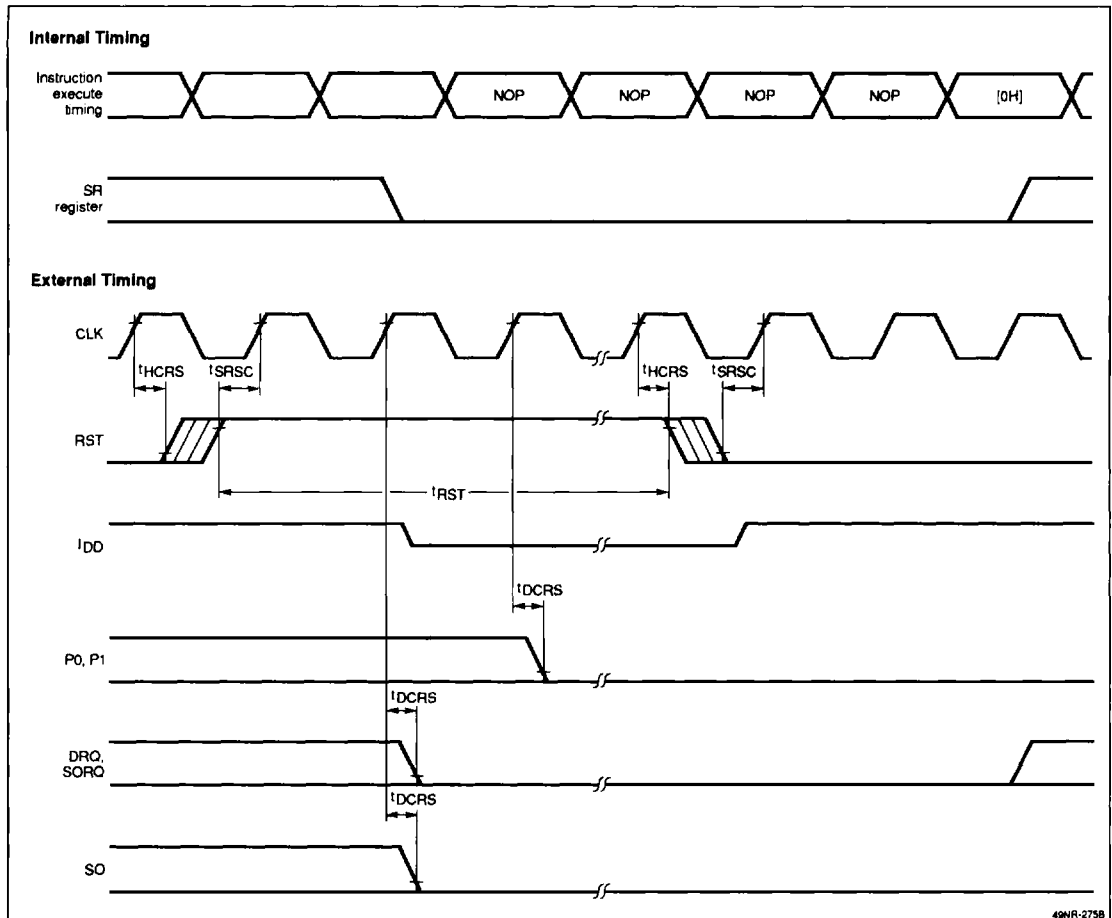 Internal Timing
Instruction
execute
timing
NOP
NOP
NOP
NOP
[0H]
SR
register
External Timing
CLK
tHCRS
tSRSC
tHCRS
tSRSC
RST
tRST
IDD
tDCRS
P0, P1
tDCRS
DRQ,
SORQ
tDCRS
SO
49NR-275B